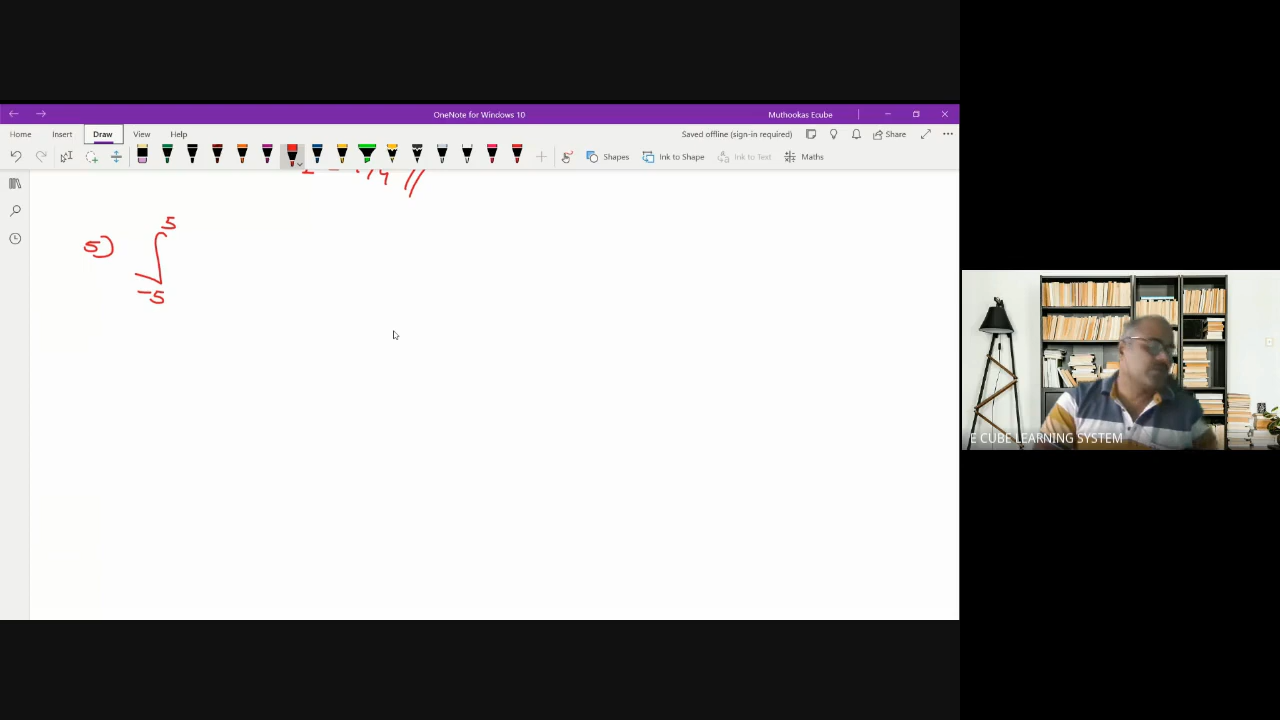 OneNote for Windows 10
Muthookas Ecube
Home Insert Draw View Help
Saved offline (sign-in required) Share
Shapes Ink to Shape Ink to Text Maths
5) ∫
5
-5
E CUBE LEARNING SYSTEM